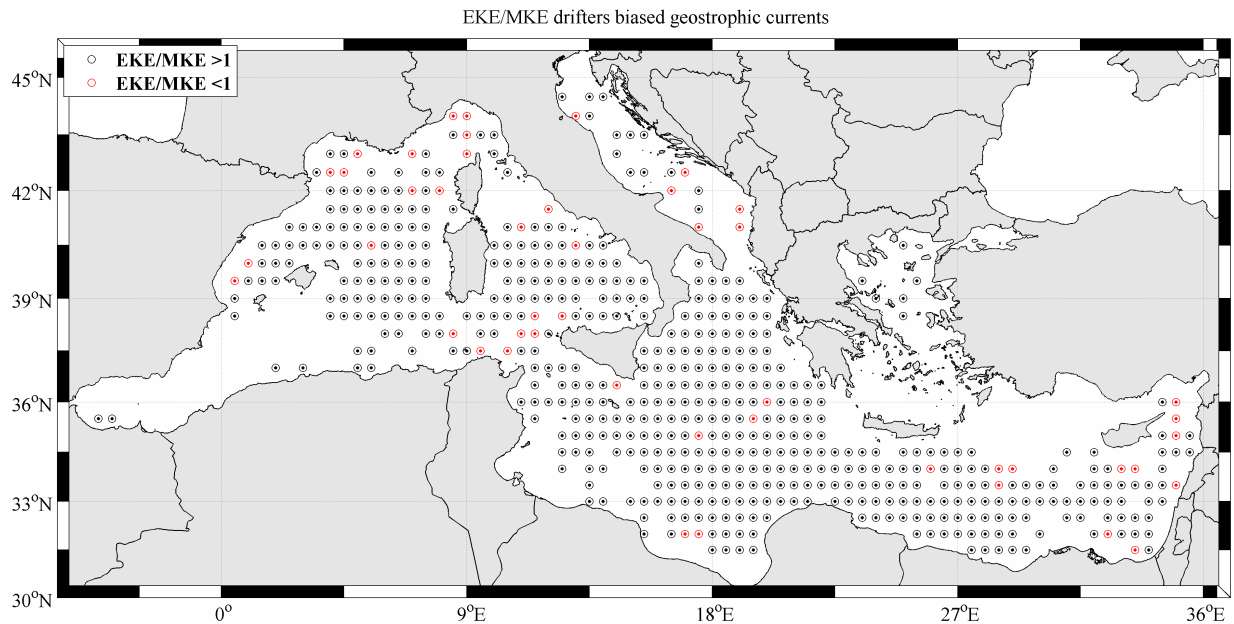 EKE/MKE drifters biased geostrophic currents
EKE/MKE >1
EKE/MKE <1
45°N
42°N
39°N
36°N
33°N
30°N
0° 9°E 18°E 27°E 36°E